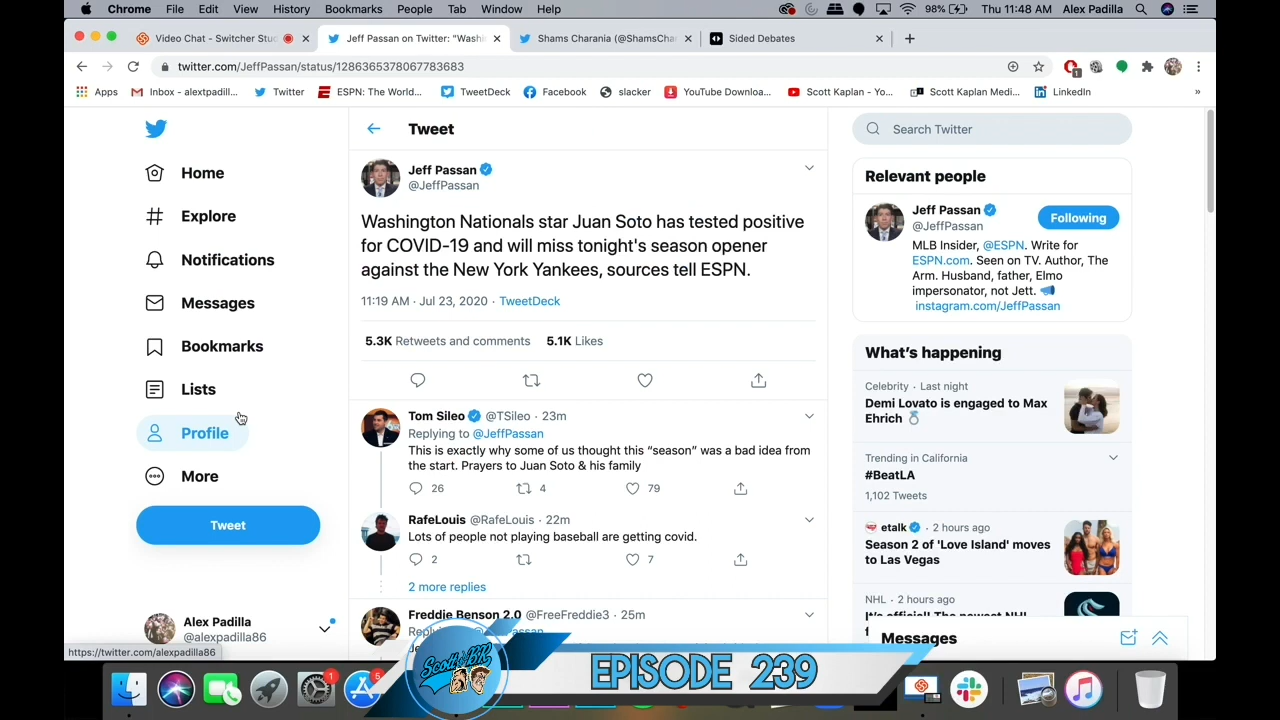 Chrome File Edit View History Bookmarks People Tab Window Help 98% Thu 11:48 AM Alex Padilla
Video Chat - Switcher Stu
Jeff Passan on Twitter: "Wash
Shams Charania (@ShamsChar
Sided Debates
twitter.com/JeffPassan/status/1286365378067783683
Apps Inbox - alextpadill... Twitter ESPN: The World... TweetDeck Facebook slacker YouTube Downloa... Scott Kaplan - Yo... Scott Kaplan Medi... LinkedIn »
Home
Explore
Notifications
Messages
Bookmarks
Lists
Profile
More
Tweet
Alex Padilla
@alexpadilla86
https://twitter.com/alexpadilla86
Tweet
Jeff Passan
@JeffPassan
Washington Nationals star Juan Soto has tested positive
for COVID-19 and will miss tonight's season opener
against the New York Yankees, sources tell ESPN.
11:19 AM · Jul 23, 2020 · TweetDeck
5.3K Retweets and comments 5.1K Likes
Tom Sileo @TSileo · 23m
Replying to @JeffPassan
This is exactly why some of us thought this “season” was a bad idea from
the start. Prayers to Juan Soto & his family
26 4 79
RafeLouis @RafeLouis · 22m
Lots of people not playing baseball are getting covid.
2 7
2 more replies
Freddie Benson 2.0 @FreeFreddie3 · 25m
Search Twitter
Relevant people
Jeff Passan
@JeffPassan
Following
MLB Insider, @ESPN. Write for
ESPN.com. Seen on TV. Author, The
Arm. Husband, father, Elmo
impersonator, not Jett.
instagram.com/JeffPassan
What’s happening
Celebrity · Last night
Demi Lovato is engaged to Max
Ehrich
Trending in California
#BeatLA
1,102 Tweets
etalk · 2 hours ago
Season 2 of 'Love Island' moves
to Las Vegas
NHL · 2 hours ago
It's official! The newest NHL
Messages
Scott & BR
EPISODE 239